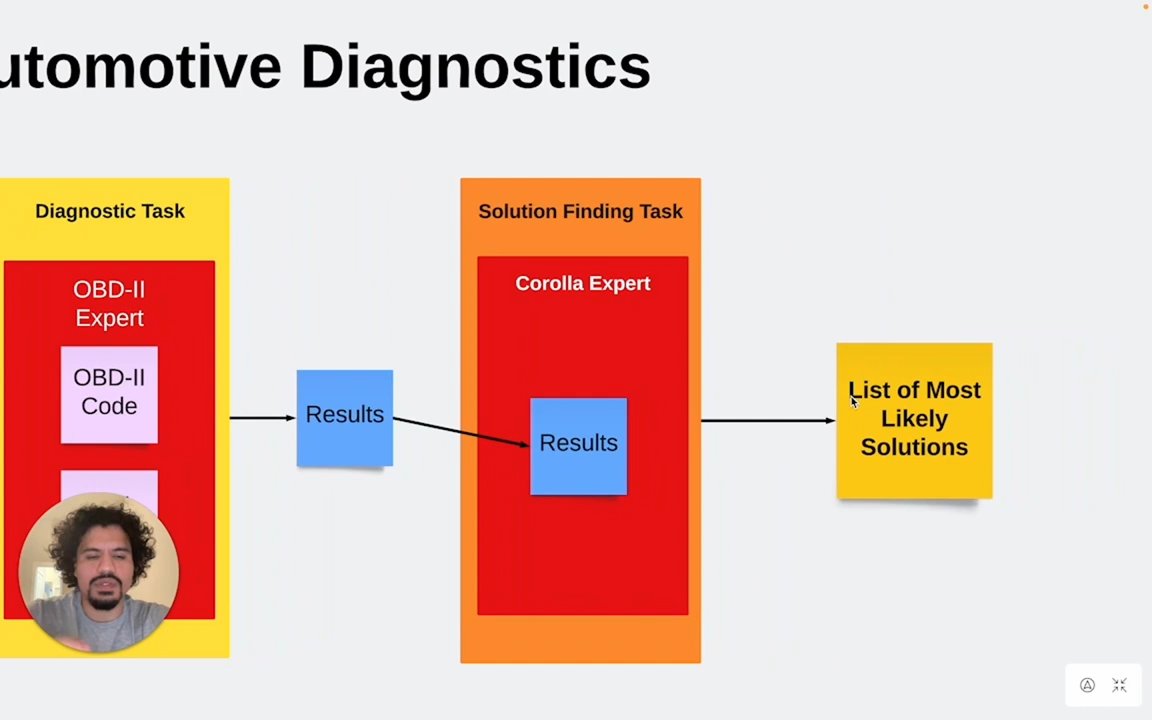 utomotive Diagnostics
Diagnostic Task
OBD-II
Expert
OBD-II
Code
Results
Solution Finding Task
Corolla Expert
Results
List of Most
Likely
Solutions